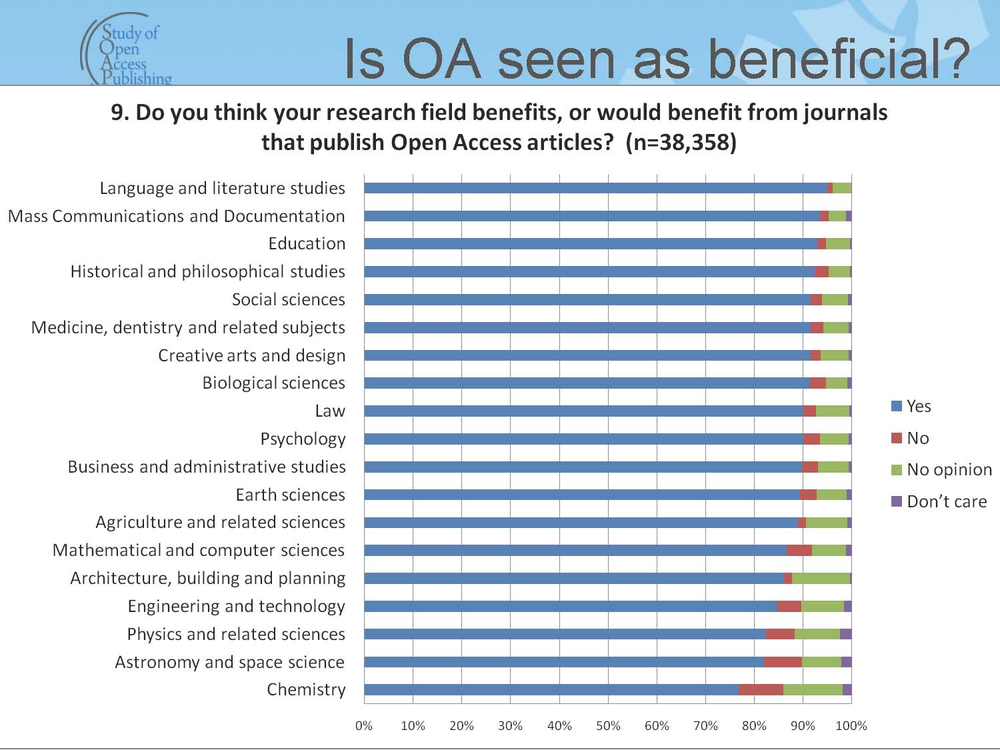 Study of
Open
Access
Publishing
Is OA seen as beneficial?
9. Do you think your research field benefits, or would benefit from journals
that publish Open Access articles?  (n=38,358)
Language and literature studies
Mass Communications and Documentation
Education
Historical and philosophical studies
Social sciences
Medicine, dentistry and related subjects
Creative arts and design
Biological sciences
Law
Psychology
Business and administrative studies
Earth sciences
Agriculture and related sciences
Mathematical and computer sciences
Architecture, building and planning
Engineering and technology
Physics and related sciences
Astronomy and space science
Chemistry
0% 10% 20% 30% 40% 50% 60% 70% 80% 90% 100%
Yes
No
No opinion
Don’t care